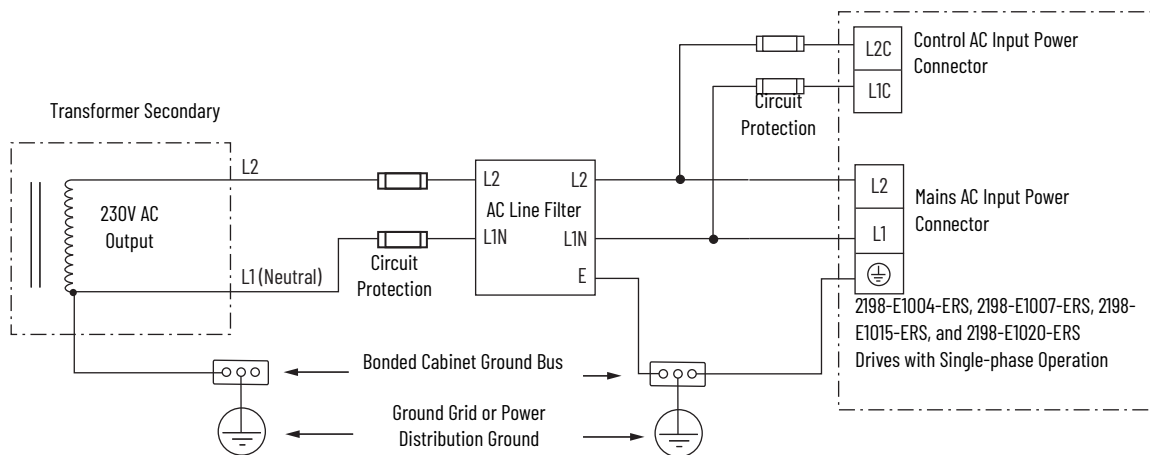 L2C
Control AC Input Power
Connector
L1C
Circuit
Protection
Transformer Secondary
L2
230V AC
Output
L1 (Neutral)
Circuit
Protection
L2
L2
AC Line Filter
L1N
L1N
E
L2
L1
Mains AC Input Power
Connector
2198-E1004-ERS, 2198-E1007-ERS, 2198-
E1015-ERS, and 2198-E1020-ERS
Drives with Single-phase Operation
Bonded Cabinet Ground Bus
Ground Grid or Power
Distribution Ground